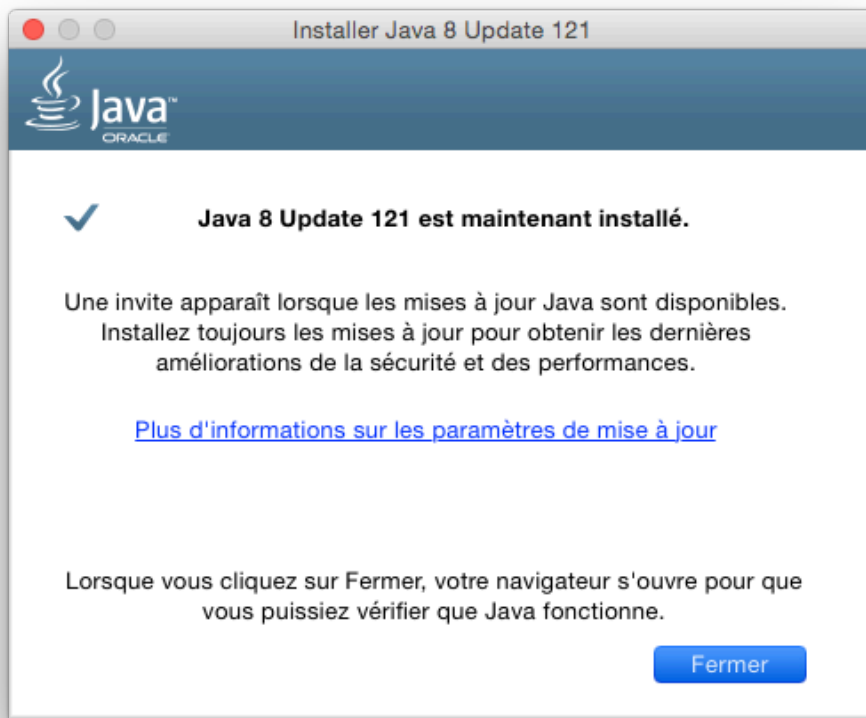 Installer Java 8 Update 121
Java™
ORACLE
Java 8 Update 121 est maintenant installé.
Une invite apparaît lorsque les mises à jour Java sont disponibles.
Installez toujours les mises à jour pour obtenir les dernières
améliorations de la sécurité et des performances.
Plus d'informations sur les paramètres de mise à jour
Lorsque vous cliquez sur Fermer, votre navigateur s'ouvre pour que
vous puissiez vérifier que Java fonctionne.
Fermer